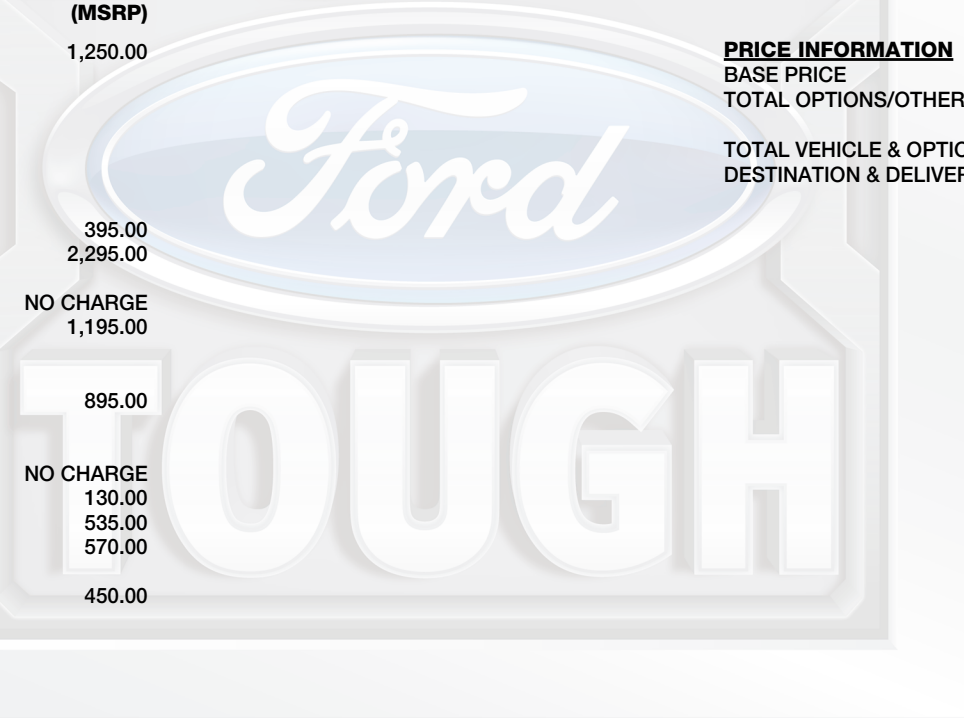 (MSRP)
1,250.00
395.00
2,295.00
NO CHARGE
1,195.00
895.00
NO CHARGE
130.00
535.00
570.00
450.00
PRICE INFORMATION
BASE PRICE
TOTAL OPTIONS/OTHER
TOTAL VEHICLE & OPTIO
DESTINATION & DELIVER
Ford
TOUGH